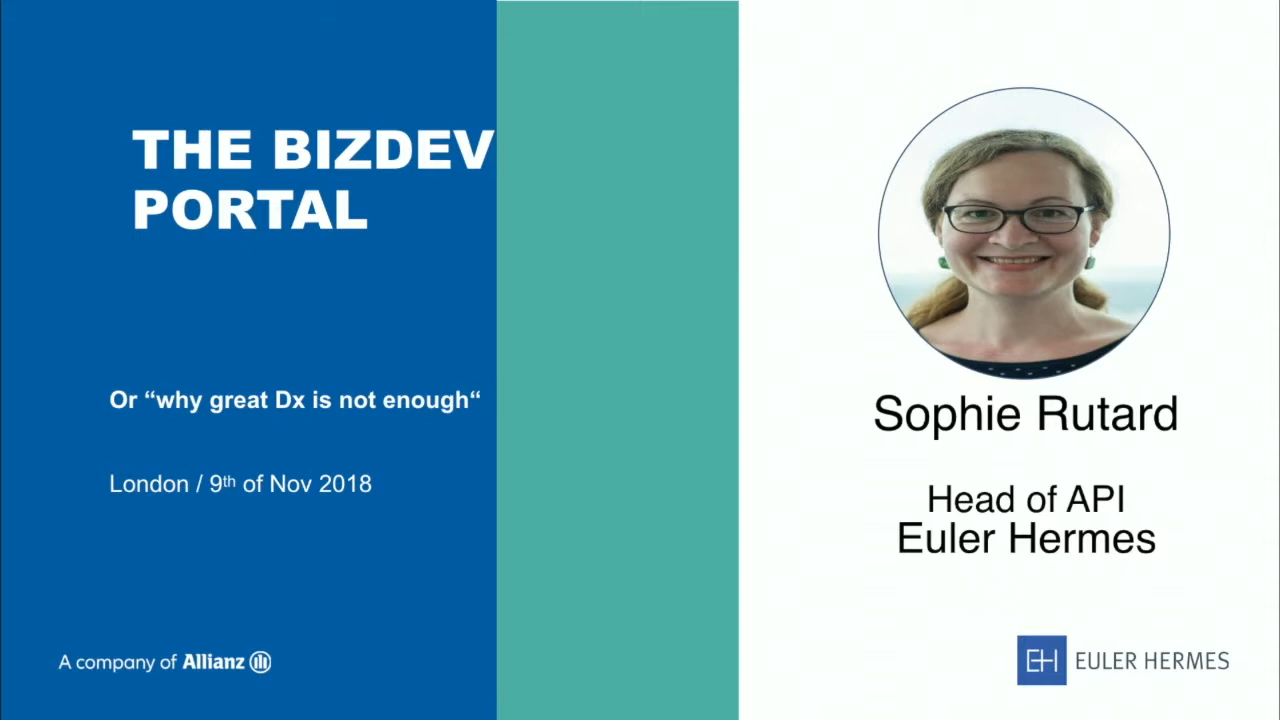 THE BIZDEV
PORTAL
Or “why great Dx is not enough“
London / 9th of Nov 2018
A company of Allianz
Sophie Rutard
Head of API
Euler Hermes
EH EULER HERMES